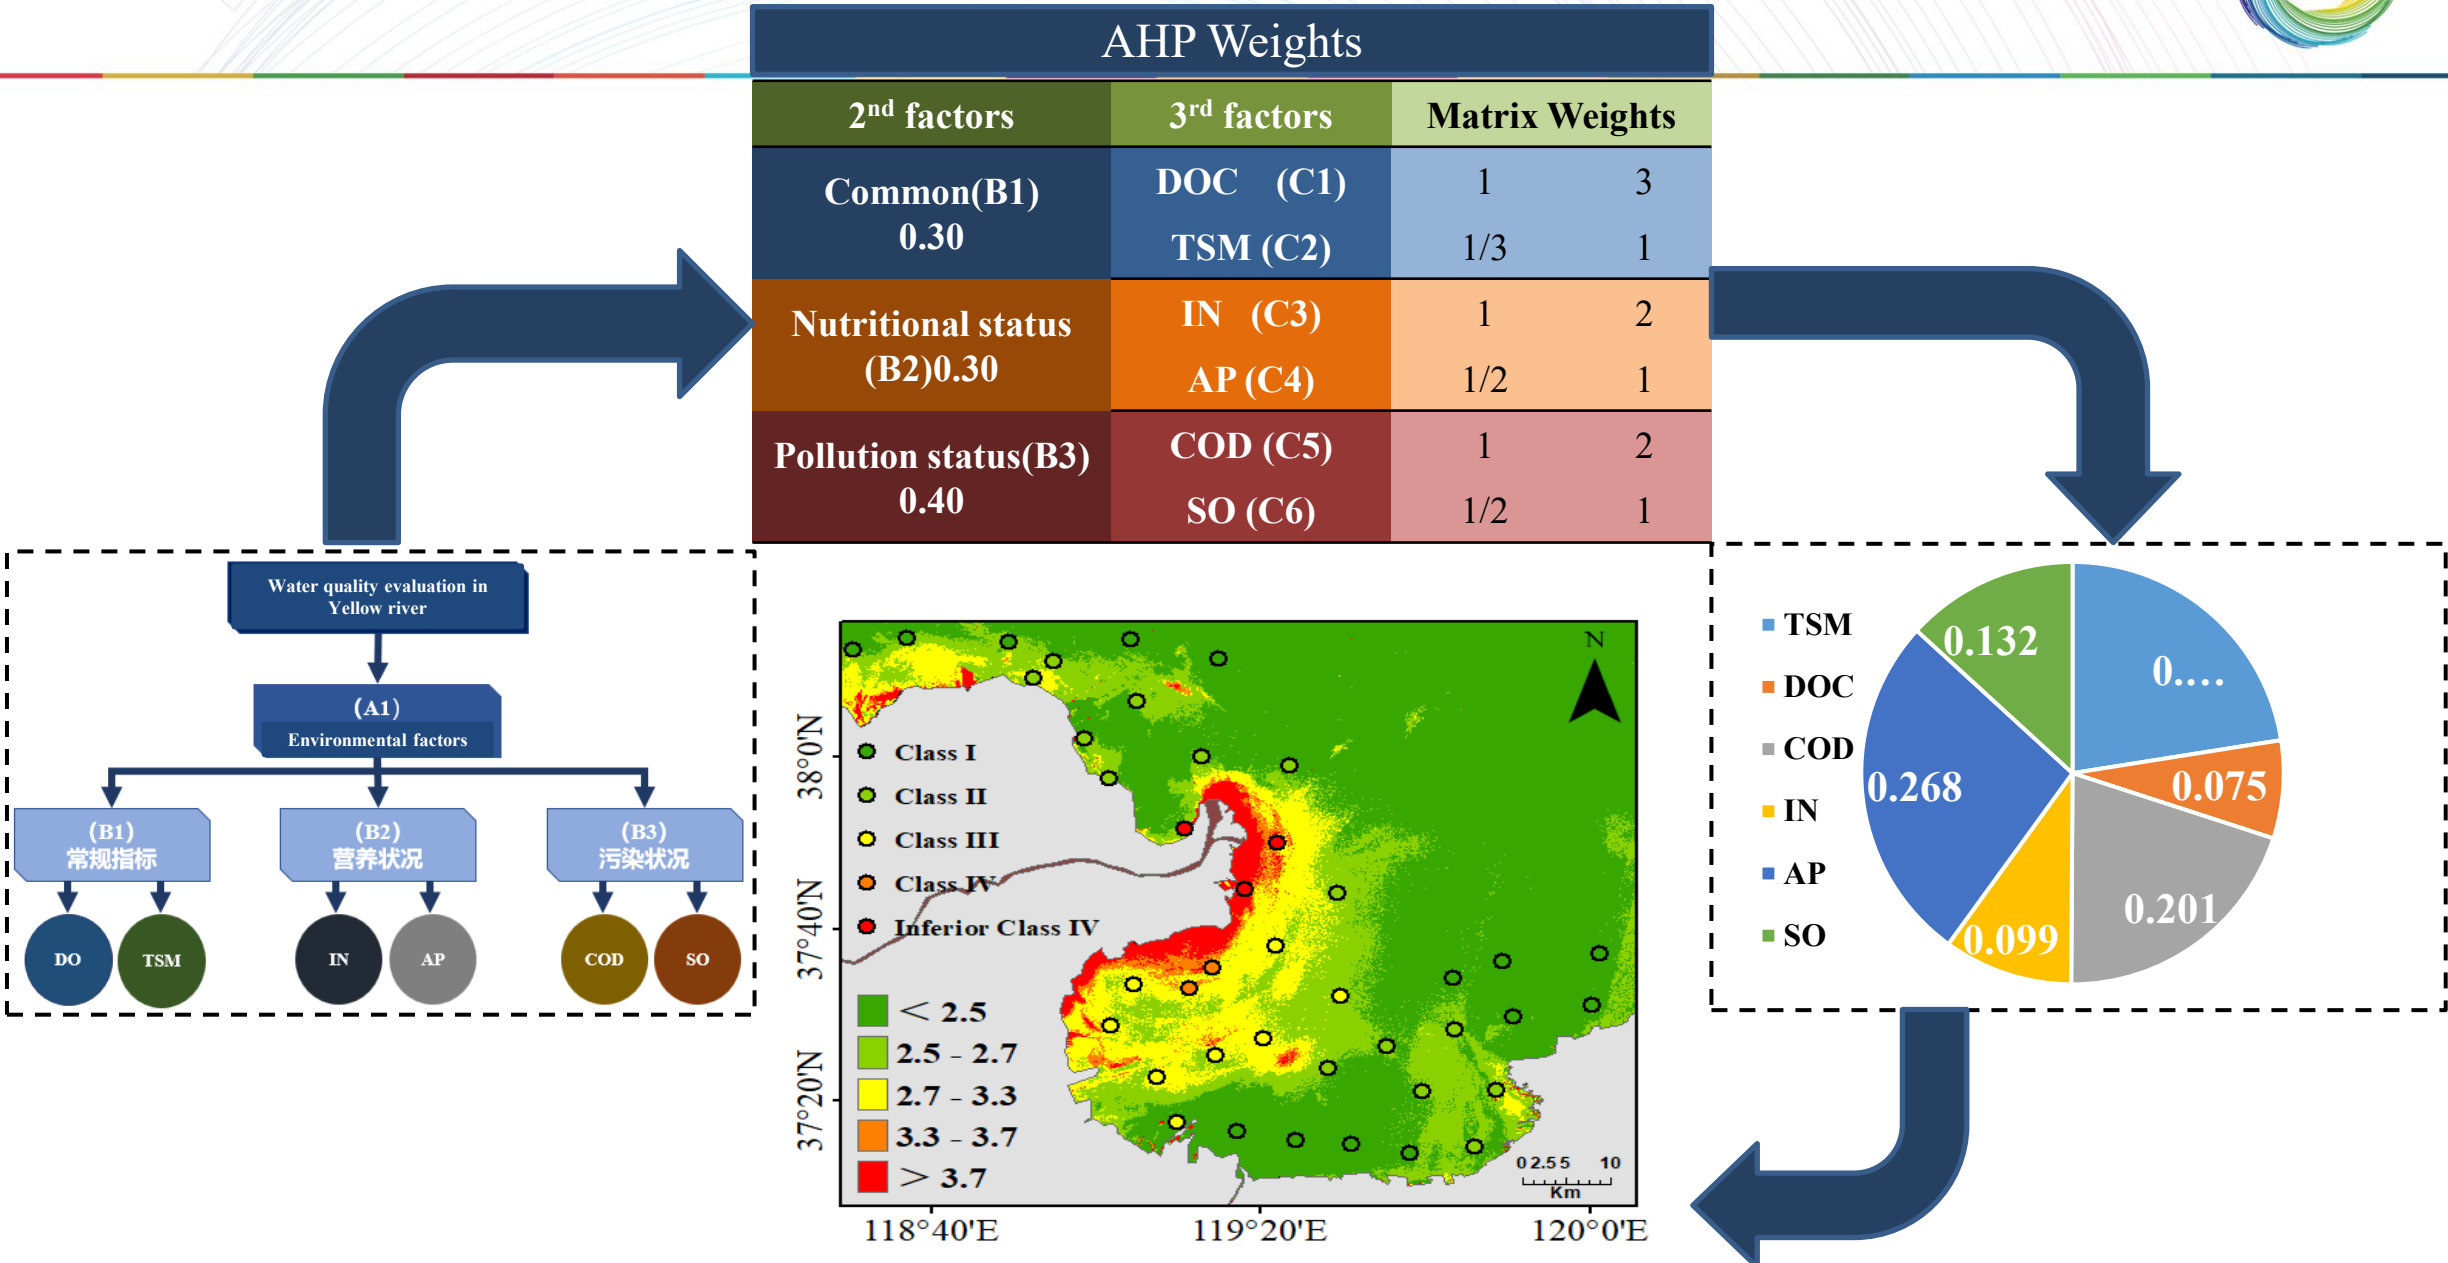 AHP Weights
2nd factors 3rd factors Matrix Weights
Common(B1)
0.30
DOC (C1) 1 3
TSM (C2) 1/3 1
Nutritional status
(B2)0.30
IN (C3) 1 2
AP (C4) 1/2 1
Pollution status(B3)
0.40
COD (C5) 1 2
SO (C6) 1/2 1
Water quality evaluation in
Yellow river
(A1)
Environmental factors
(B1)
常规指标
(B2)
营养状况
(B3)
污染状况
DO
TSM
IN
AP
COD
SO
N
38°0'N
37°40'N
37°20'N
Class I
Class II
Class III
Class IV
Inferior Class IV
< 2.5
2.5 - 2.7
2.7 - 3.3
3.3 - 3.7
> 3.7
0 2.5 5 10
Km
118°40'E 119°20'E 120°0'E
TSM
DOC
COD
IN
AP
SO
0.…
0.075
0.201
0.099
0.268
0.132